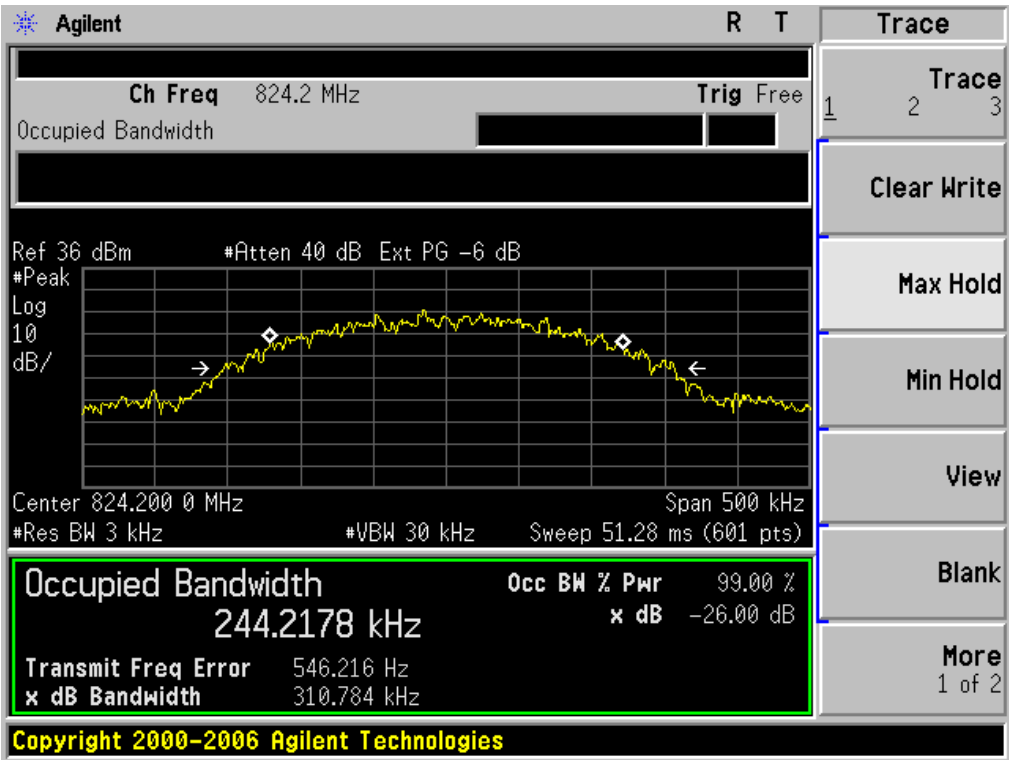 Agilent R T Trace
Ch Freq 824.2 MHz Trig Free
Occupied Bandwidth
Trace
1 2 3
Clear Write
Max Hold
Min Hold
View
Blank
More
1 of 2
Ref 36 dBm #Atten 40 dB Ext PG -6 dB
#Peak
Log
10
dB/
Center 824.200 0 MHz Span 500 kHz
#Res BW 3 kHz #VBW 30 kHz Sweep 51.28 ms (601 pts)
Occupied Bandwidth Occ BW % Pwr 99.00 %
244.2178 kHz x dB -26.00 dB
Transmit Freq Error 546.216 Hz
x dB Bandwidth 310.784 kHz
Copyright 2000-2006 Agilent Technologies